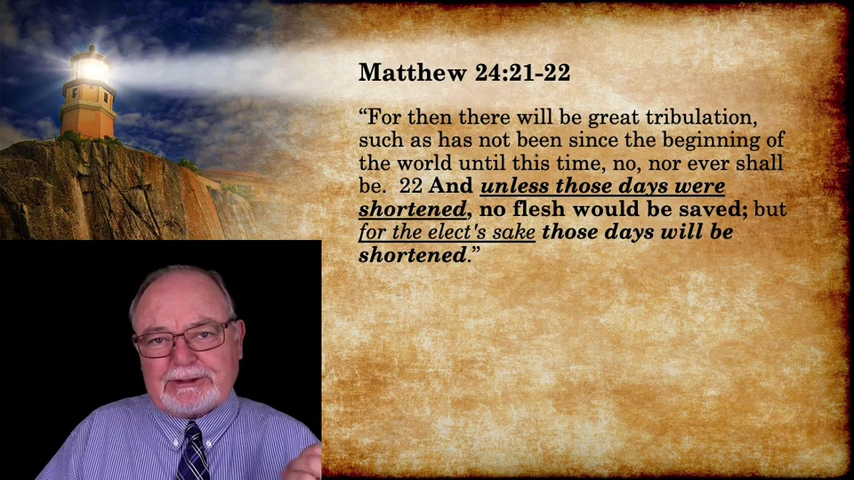 Matthew 24:21-22
“For then there will be great tribulation,
such as has not been since the beginning of
the world until this time, no, nor ever shall
be.  22 And unless those days were
shortened, no flesh would be saved; but
for the elect's sake those days will be
shortened.”